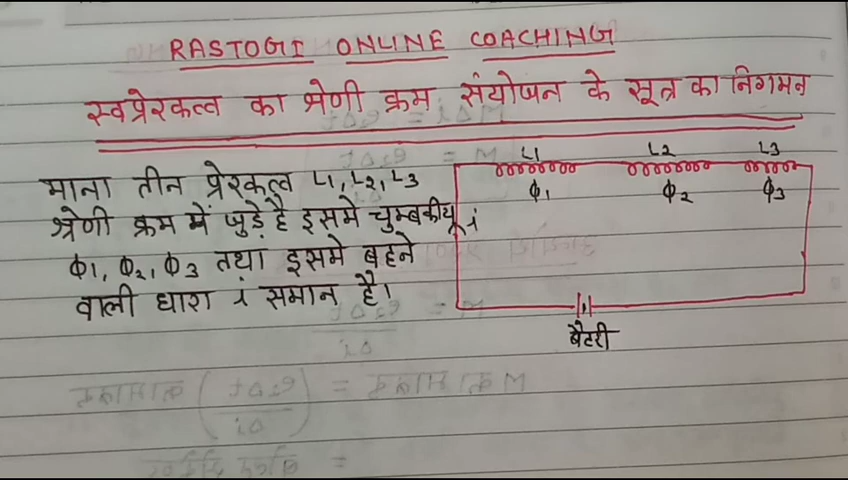 RASTOGI ONLINE COACHING
स्वप्रेरकत्व का श्रेणी क्रम संयोजन के सूत्र का निगमन
माना तीन प्रेरकत्व L1, L2, L3
श्रेणी क्रम में जुड़े है इसमे चुम्बकीय
Φ1, Φ2, Φ3 तथा इसमे बहने
वाली धारा i समान है।
L1 L2 L3
Φ1 Φ2 Φ3
i
बैटरी